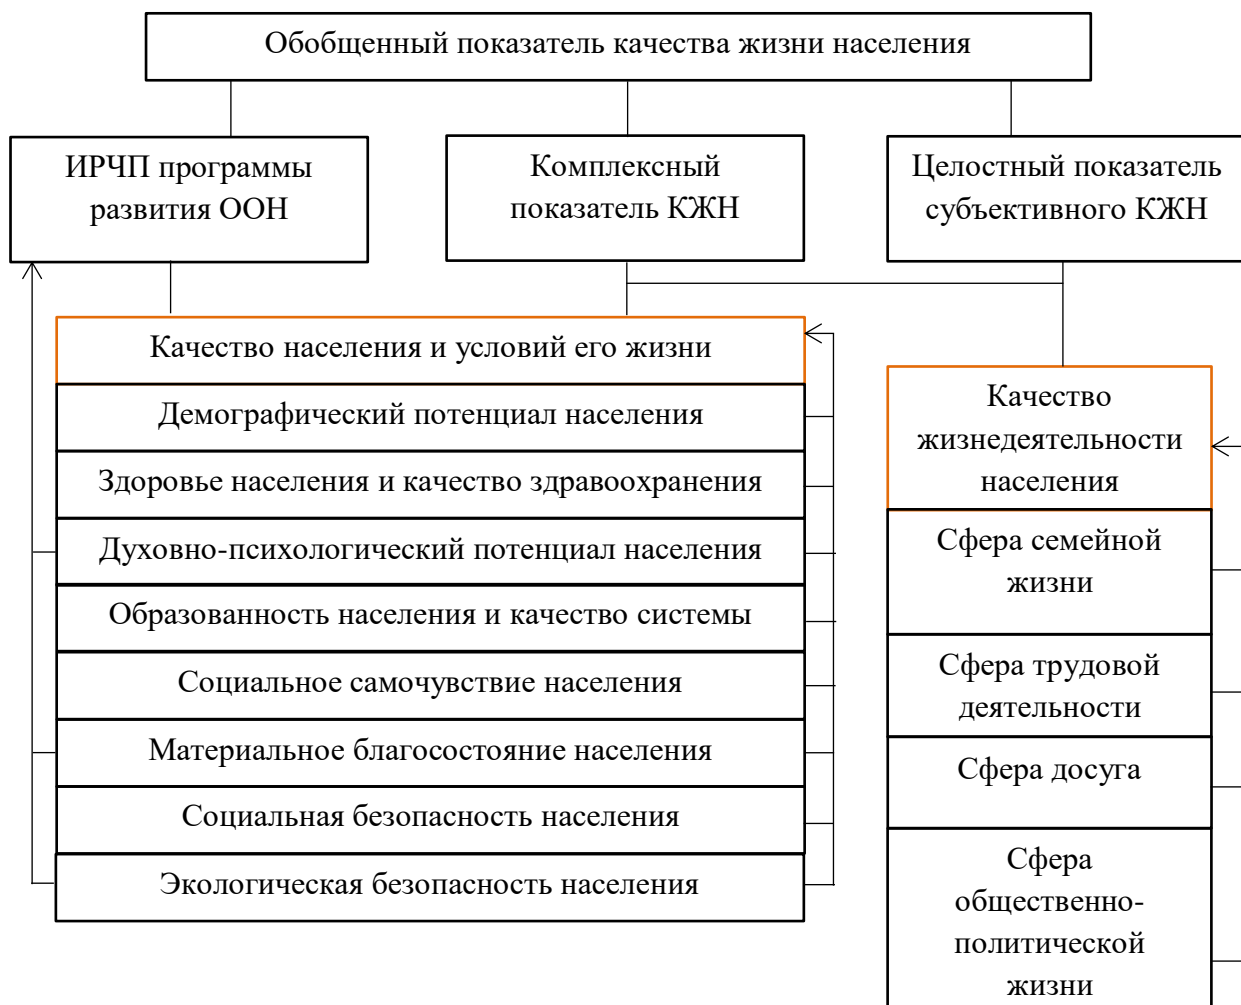 Обобщенный показатель качества жизни населения
ИРЧП программы
развития ООН
Комплексный
показатель КЖН
Целостный показатель
субъективного КЖН
Качество населения и условий его жизни
Демографический потенциал населения
Здоровье населения и качество здравоохранения
Духовно-психологический потенциал населения
Образованность населения и качество системы
Социальное самочувствие населения
Материальное благосостояние населения
Социальная безопасность населения
Экологическая безопасность населения
Качество
жизнедеятельности
населения
Сфера семейной
жизни
Сфера трудовой
деятельности
Сфера досуга
Сфера
общественно-
политической
жизни